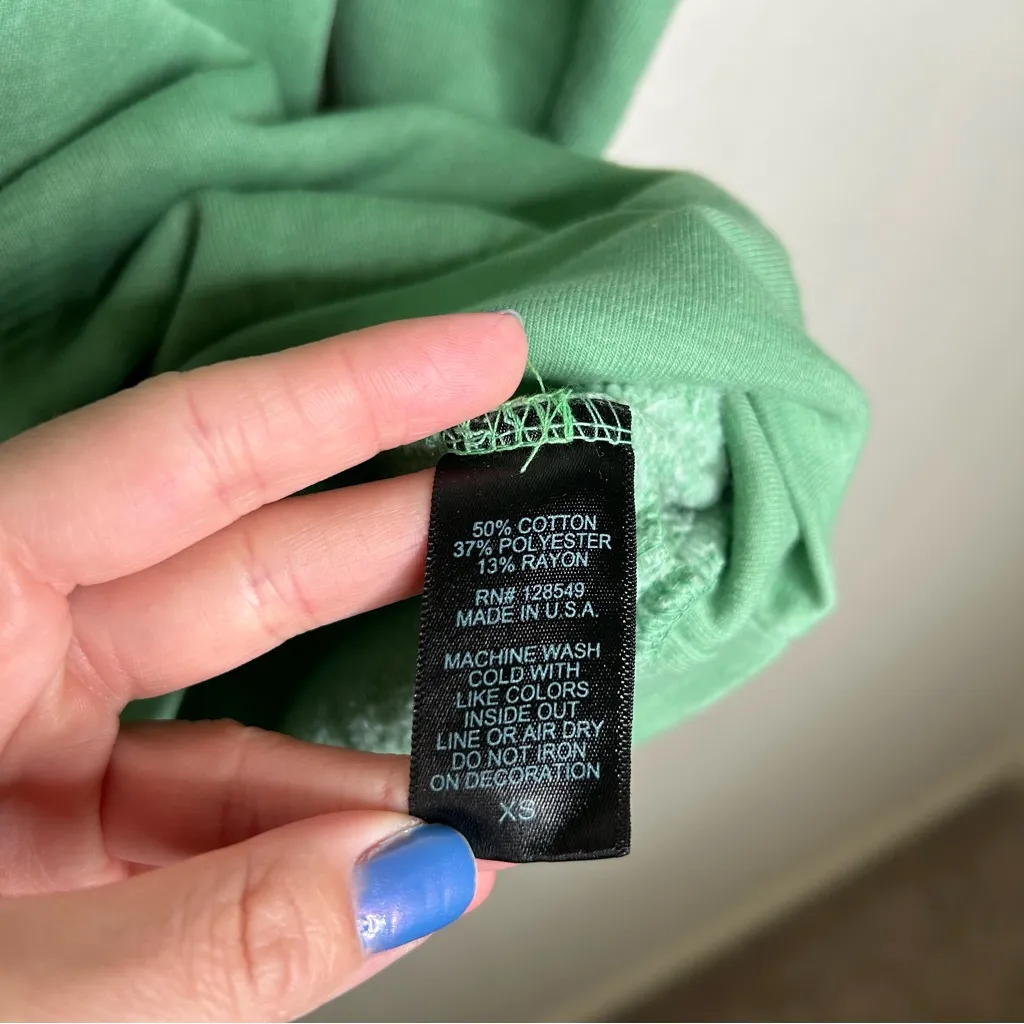 50% COTTON
37% POLYESTER
13% RAYON
RN# 128549
MADE IN U.S.A
MACHINE WASH
COLD WITH
LIKE COLORS
INSIDE OUT
LINE OR AIR DRY
DO NOT IRON
ON DECORATION
XS